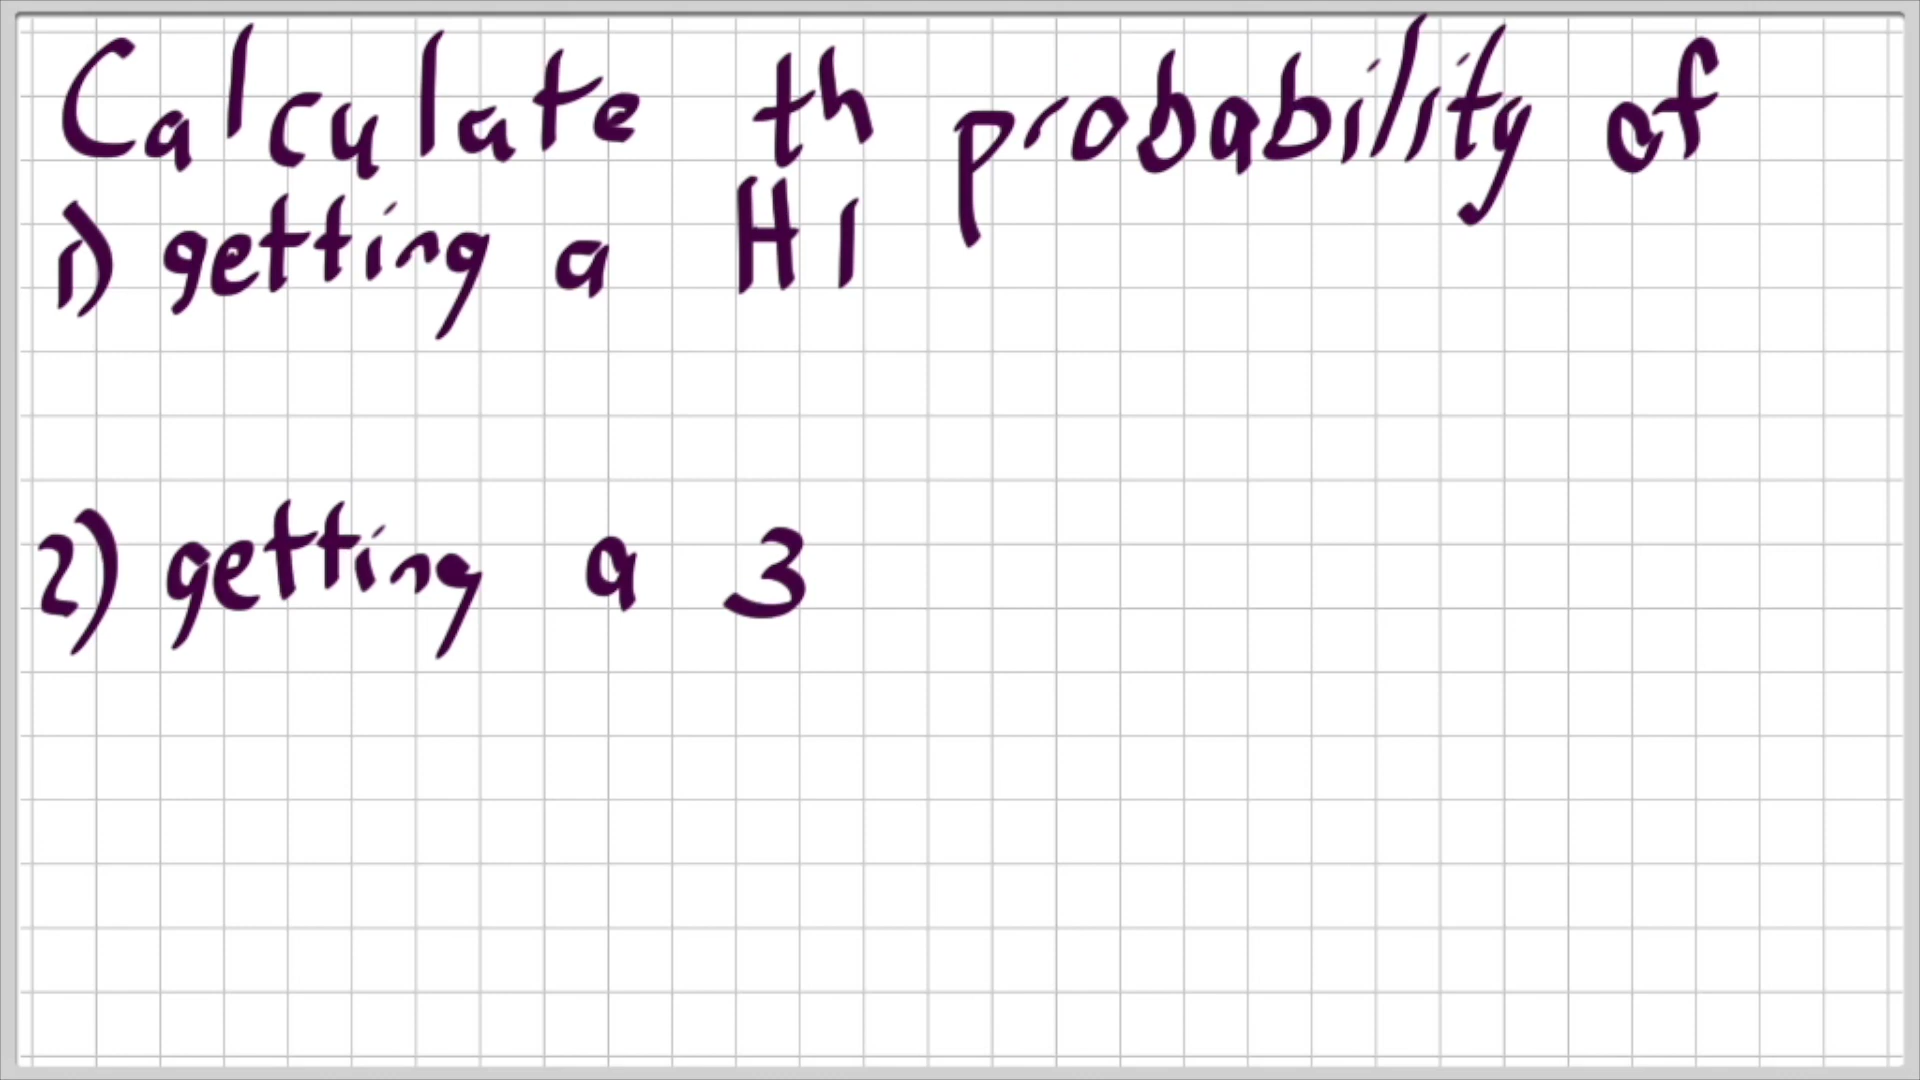 Calculate th probability of
1) getting a H1
2) getting a 3